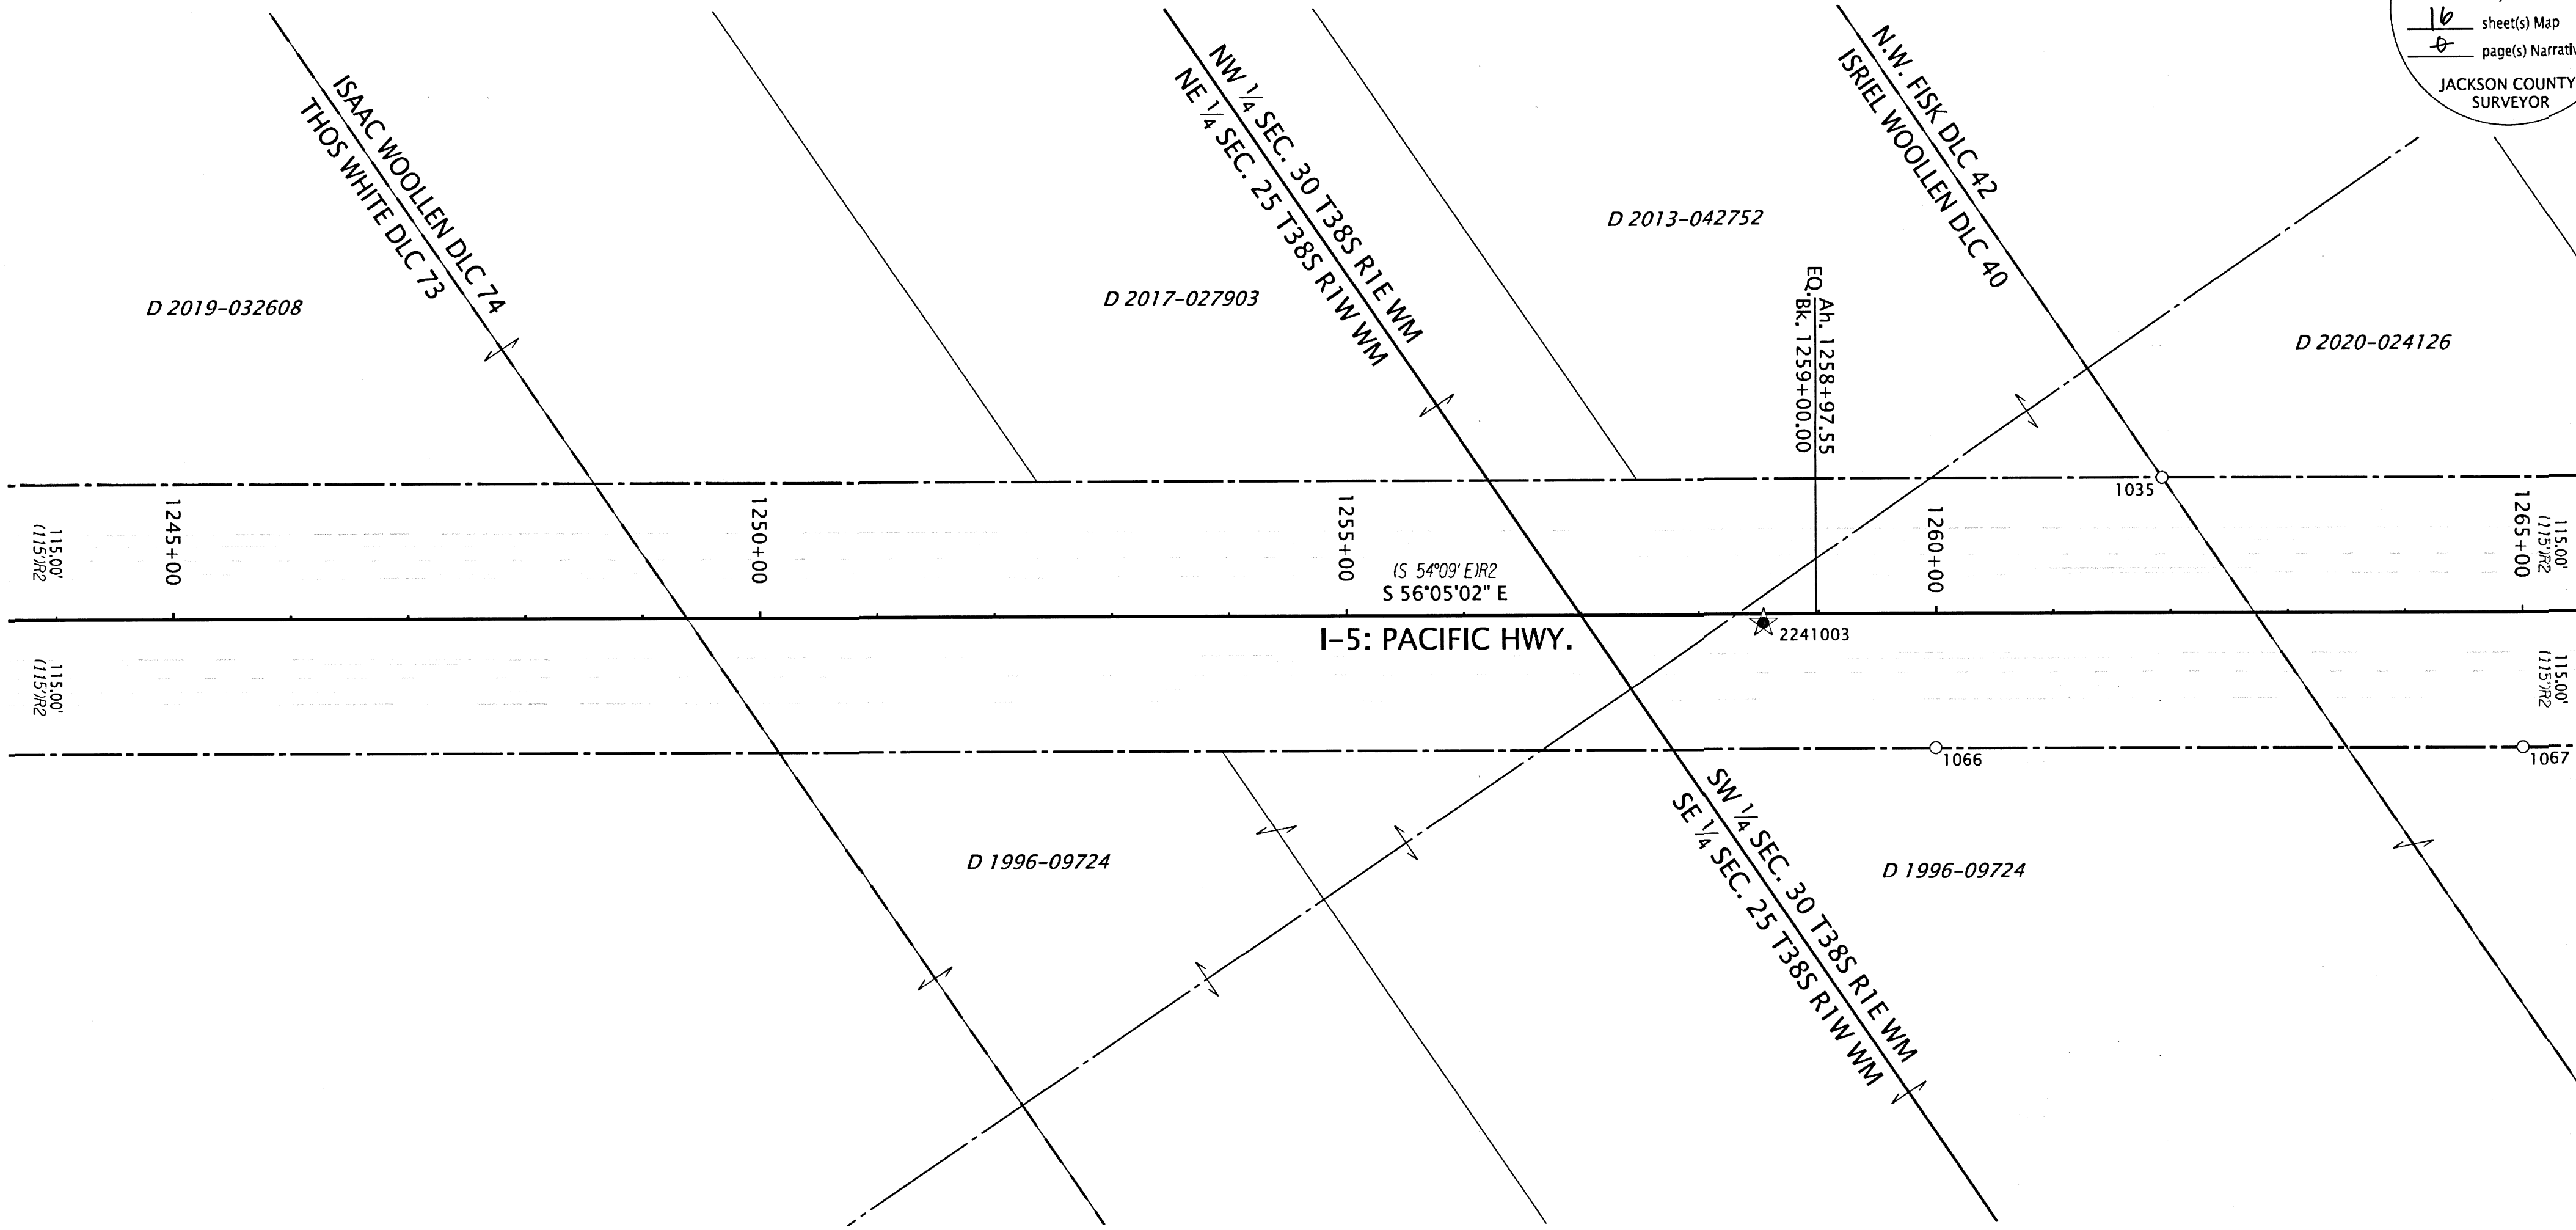 16 sheet(s) Map
0 page(s)
JACKSON COUNTY
SURVEYOR
ISAAC WOOLLEN DLC 74
THOS WHITE DLC 73
NW 1/4 SEC. 30 T38S R1E WM
NE 1/4 SEC. 25 T38S R1W WM
N.W. FISK DLC 42
ISRIEL WOOLLEN DLC 40
D 2019-032608
D 2017-027903
D 2013-042752
D 2020-024126
EQ. Ah. 1258+97.55
Bk. 1259+00.00
1035
115.00'
(115')R2
1245+00
1250+00
1255+00
1260+00
1265+00
115.00'
(115')R2
(S 54°09' E)R2
S 56°05'02" E
I-5: PACIFIC HWY.
2241003
115.00'
(115')R2
115.00'
(115')R2
1066
1067
D 1996-09724
SW 1/4 SEC. 30 T38S R1E WM
SE 1/4 SEC. 25 T38S R1W WM
D 1996-09724